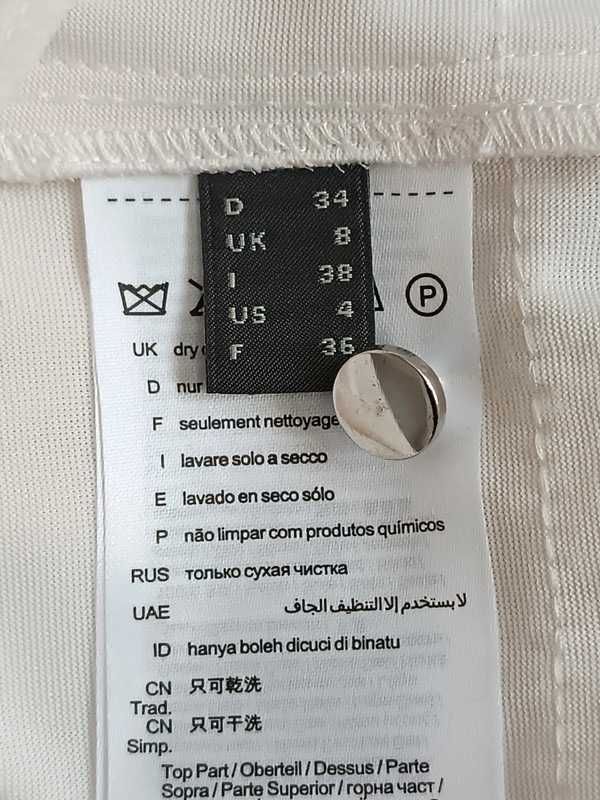 D 34
UK 8
I 38
US 4
F 36
P
UK dry
D nur
F seulement nettoyage
I lavare solo a secco
E lavado en seco sólo
P não limpar com produtos químicos
RUS только сухая чистка
UAE لا يستخدم إلا التنظيف الجاف
ID hanya boleh dicuci di binatu
CN Trad. 只可乾洗
CN Simp. 只可干洗
Top Part / Oberteil / Dessus / Parte
Sopra / Parte Superior / горна част /